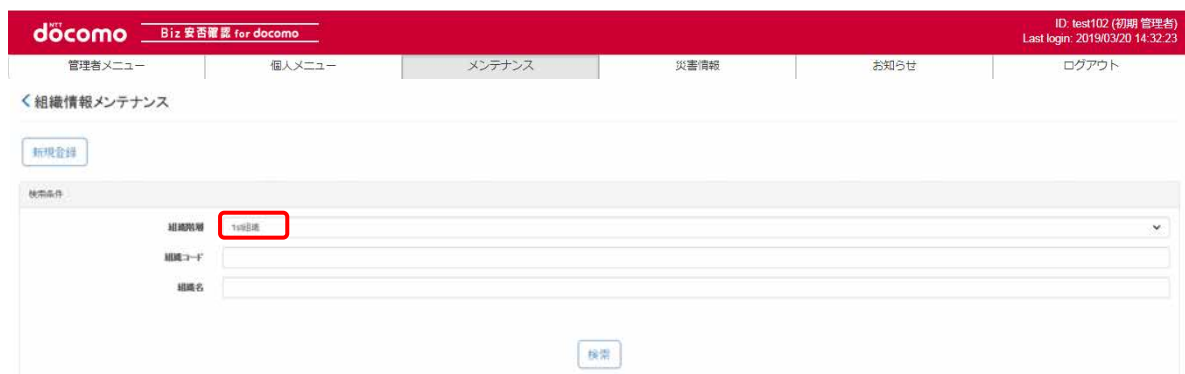 NTT
döcomo Biz 安否確認 for docomo
ID: test102 (初期 管理者)
Last login: 2019/03/20 14:32:23
管理者メニュー 個人メニュー メンテナンス 災害情報 お知らせ ログアウト
組織情報メンテナンス
新規登録
検索条件
組織階層 1st組織
組織コード
組織名
検索